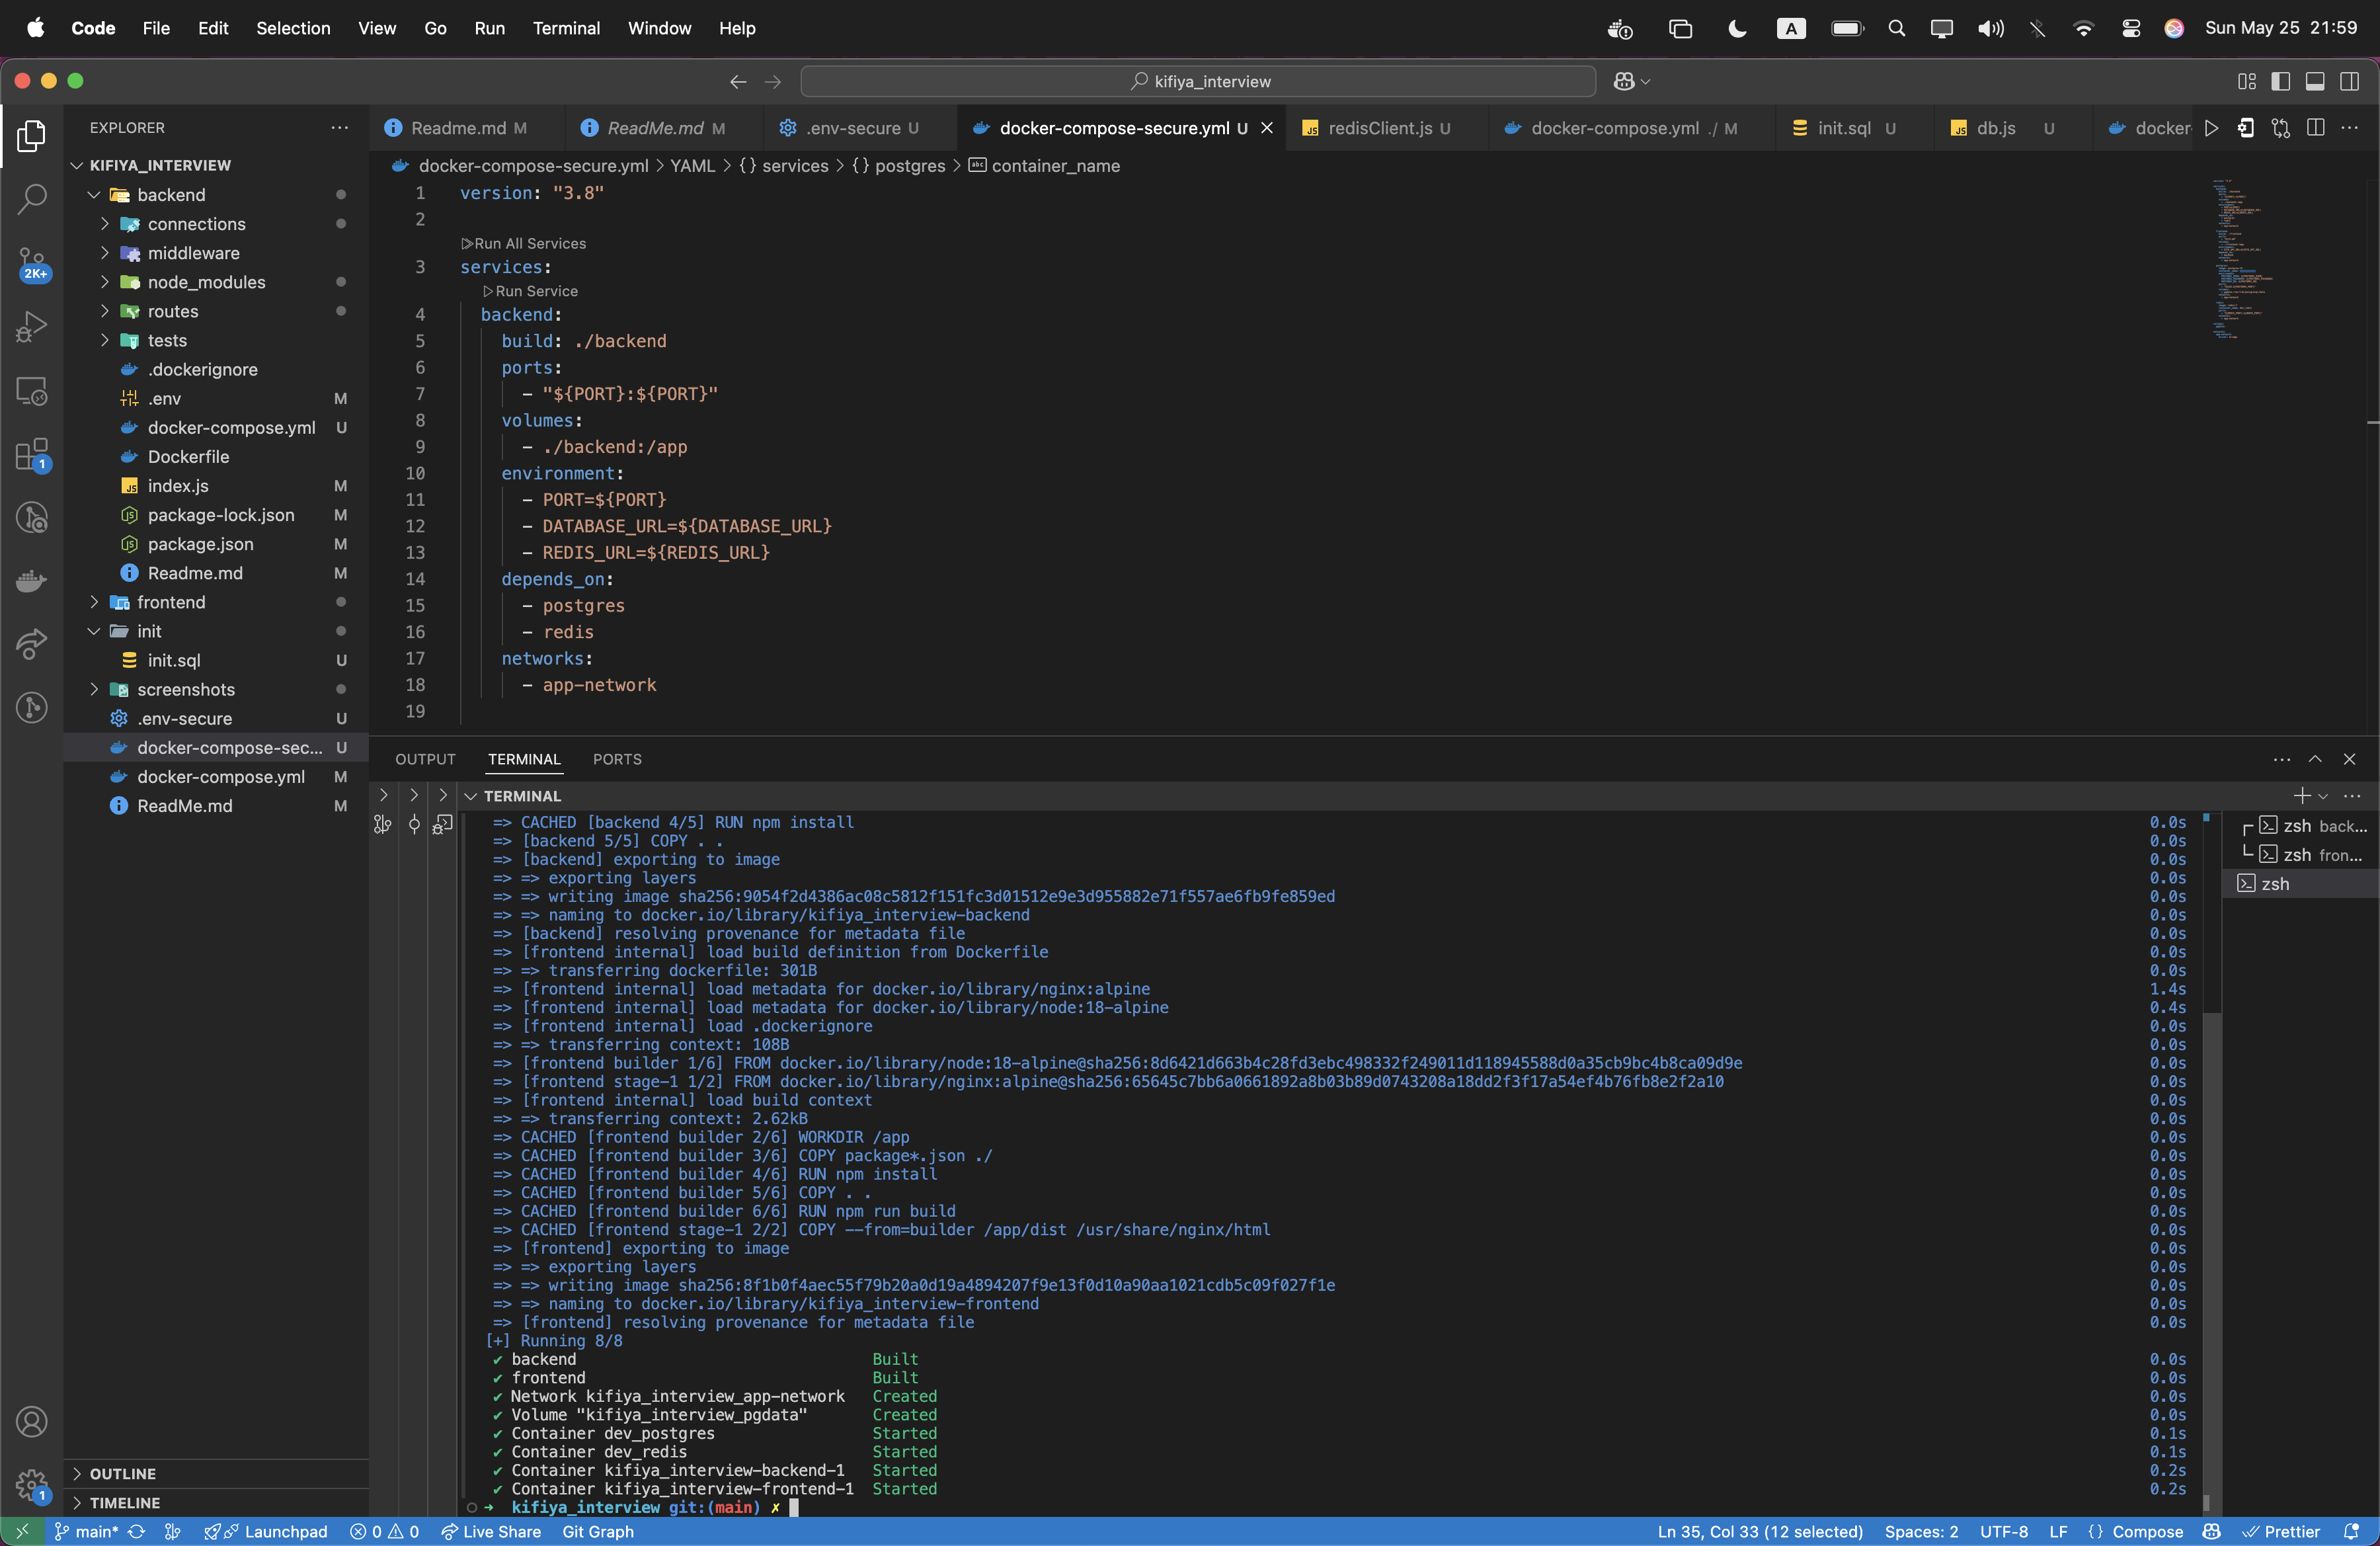 Code File Edit Selection View Go Run Terminal Window Help
A
Sun May 25 21:59
kifiya_interview
EXPLORER
KIFIYA_INTERVIEW
backend
connections
middleware
node_modules
routes
tests
.dockerignore
.env M
docker-compose.yml U
Dockerfile
index.js M
package-lock.json M
package.json M
Readme.md M
frontend
init
init.sql U
screenshots
.env-secure U
docker-compose-sec... U
docker-compose.yml M
ReadMe.md M
OUTLINE
TIMELINE
2K+
1
1
Readme.md M
ReadMe.md M
.env-secure U
docker-compose-secure.yml U
redisClient.js U
docker-compose.yml ./ M
init.sql U
db.js U
docker-
docker-compose-secure.yml > YAML > {} services > {} postgres > container_name
1 version: "3.8"
2
Run All Services
3 services:
Run Service
4 backend:
5 build: ./backend
6 ports:
7 - "${PORT}:${PORT}"
8 volumes:
9 - ./backend:/app
10 environment:
11 - PORT=${PORT}
12 - DATABASE_URL=${DATABASE_URL}
13 - REDIS_URL=${REDIS_URL}
14 depends_on:
15 - postgres
16 - redis
17 networks:
18 - app-network
19
OUTPUT TERMINAL PORTS
TERMINAL
=> CACHED [backend 4/5] RUN npm install 0.0s
=> [backend 5/5] COPY . . 0.0s
=> [backend] exporting to image 0.0s
=> => exporting layers 0.0s
=> => writing image sha256:9054f2d4386ac08c5812f151fc3d01512e9e3d955882e71f557ae6fb9fe859ed 0.0s
=> => naming to docker.io/library/kifiya_interview-backend 0.0s
=> [backend] resolving provenance for metadata file 0.0s
=> [frontend internal] load build definition from Dockerfile 0.0s
=> => transferring dockerfile: 301B 0.0s
=> [frontend internal] load metadata for docker.io/library/nginx:alpine 1.4s
=> [frontend internal] load metadata for docker.io/library/node:18-alpine 0.4s
=> [frontend internal] load .dockerignore 0.0s
=> => transferring context: 108B 0.0s
=> [frontend builder 1/6] FROM docker.io/library/node:18-alpine@sha256:8d6421d663b4c28fd3ebc498332f249011d118945588d0a35cb9bc4b8ca09d9e 0.0s
=> [frontend stage-1 1/2] FROM docker.io/library/nginx:alpine@sha256:65645c7bb6a0661892a8b03b89d0743208a18dd2f3f17a54ef4b76fb8e2f2a10 0.0s
=> [frontend internal] load build context 0.0s
=> => transferring context: 2.62kB 0.0s
=> CACHED [frontend builder 2/6] WORKDIR /app 0.0s
=> CACHED [frontend builder 3/6] COPY package*.json ./ 0.0s
=> CACHED [frontend builder 4/6] RUN npm install 0.0s
=> CACHED [frontend builder 5/6] COPY . . 0.0s
=> CACHED [frontend builder 6/6] RUN npm run build 0.0s
=> CACHED [frontend stage-1 2/2] COPY --from=builder /app/dist /usr/share/nginx/html 0.0s
=> [frontend] exporting to image 0.0s
=> => exporting layers 0.0s
=> => writing image sha256:8f1b0f4aec55f79b20a0d19a4894207f9e13f0d10a90aa1021cdb5c09f027f1e 0.0s
=> => naming to docker.io/library/kifiya_interview-frontend 0.0s
=> [frontend] resolving provenance for metadata file 0.0s
[+] Running 8/8
✔ backend Built 0.0s
✔ frontend Built 0.0s
✔ Network kifiya_interview_app-network Created 0.0s
✔ Volume "kifiya_interview_pgdata" Created 0.0s
✔ Container dev_postgres Started 0.1s
✔ Container dev_redis Started 0.1s
✔ Container kifiya_interview-backend-1 Started 0.2s
✔ Container kifiya_interview-frontend-1 Started 0.2s
➜ kifiya_interview git:(main) ✗
zsh back...
zsh fron...
zsh
main* Launchpad 0 0 Live Share Git Graph
Ln 35, Col 33 (12 selected) Spaces: 2 UTF-8 LF {} Compose Prettier